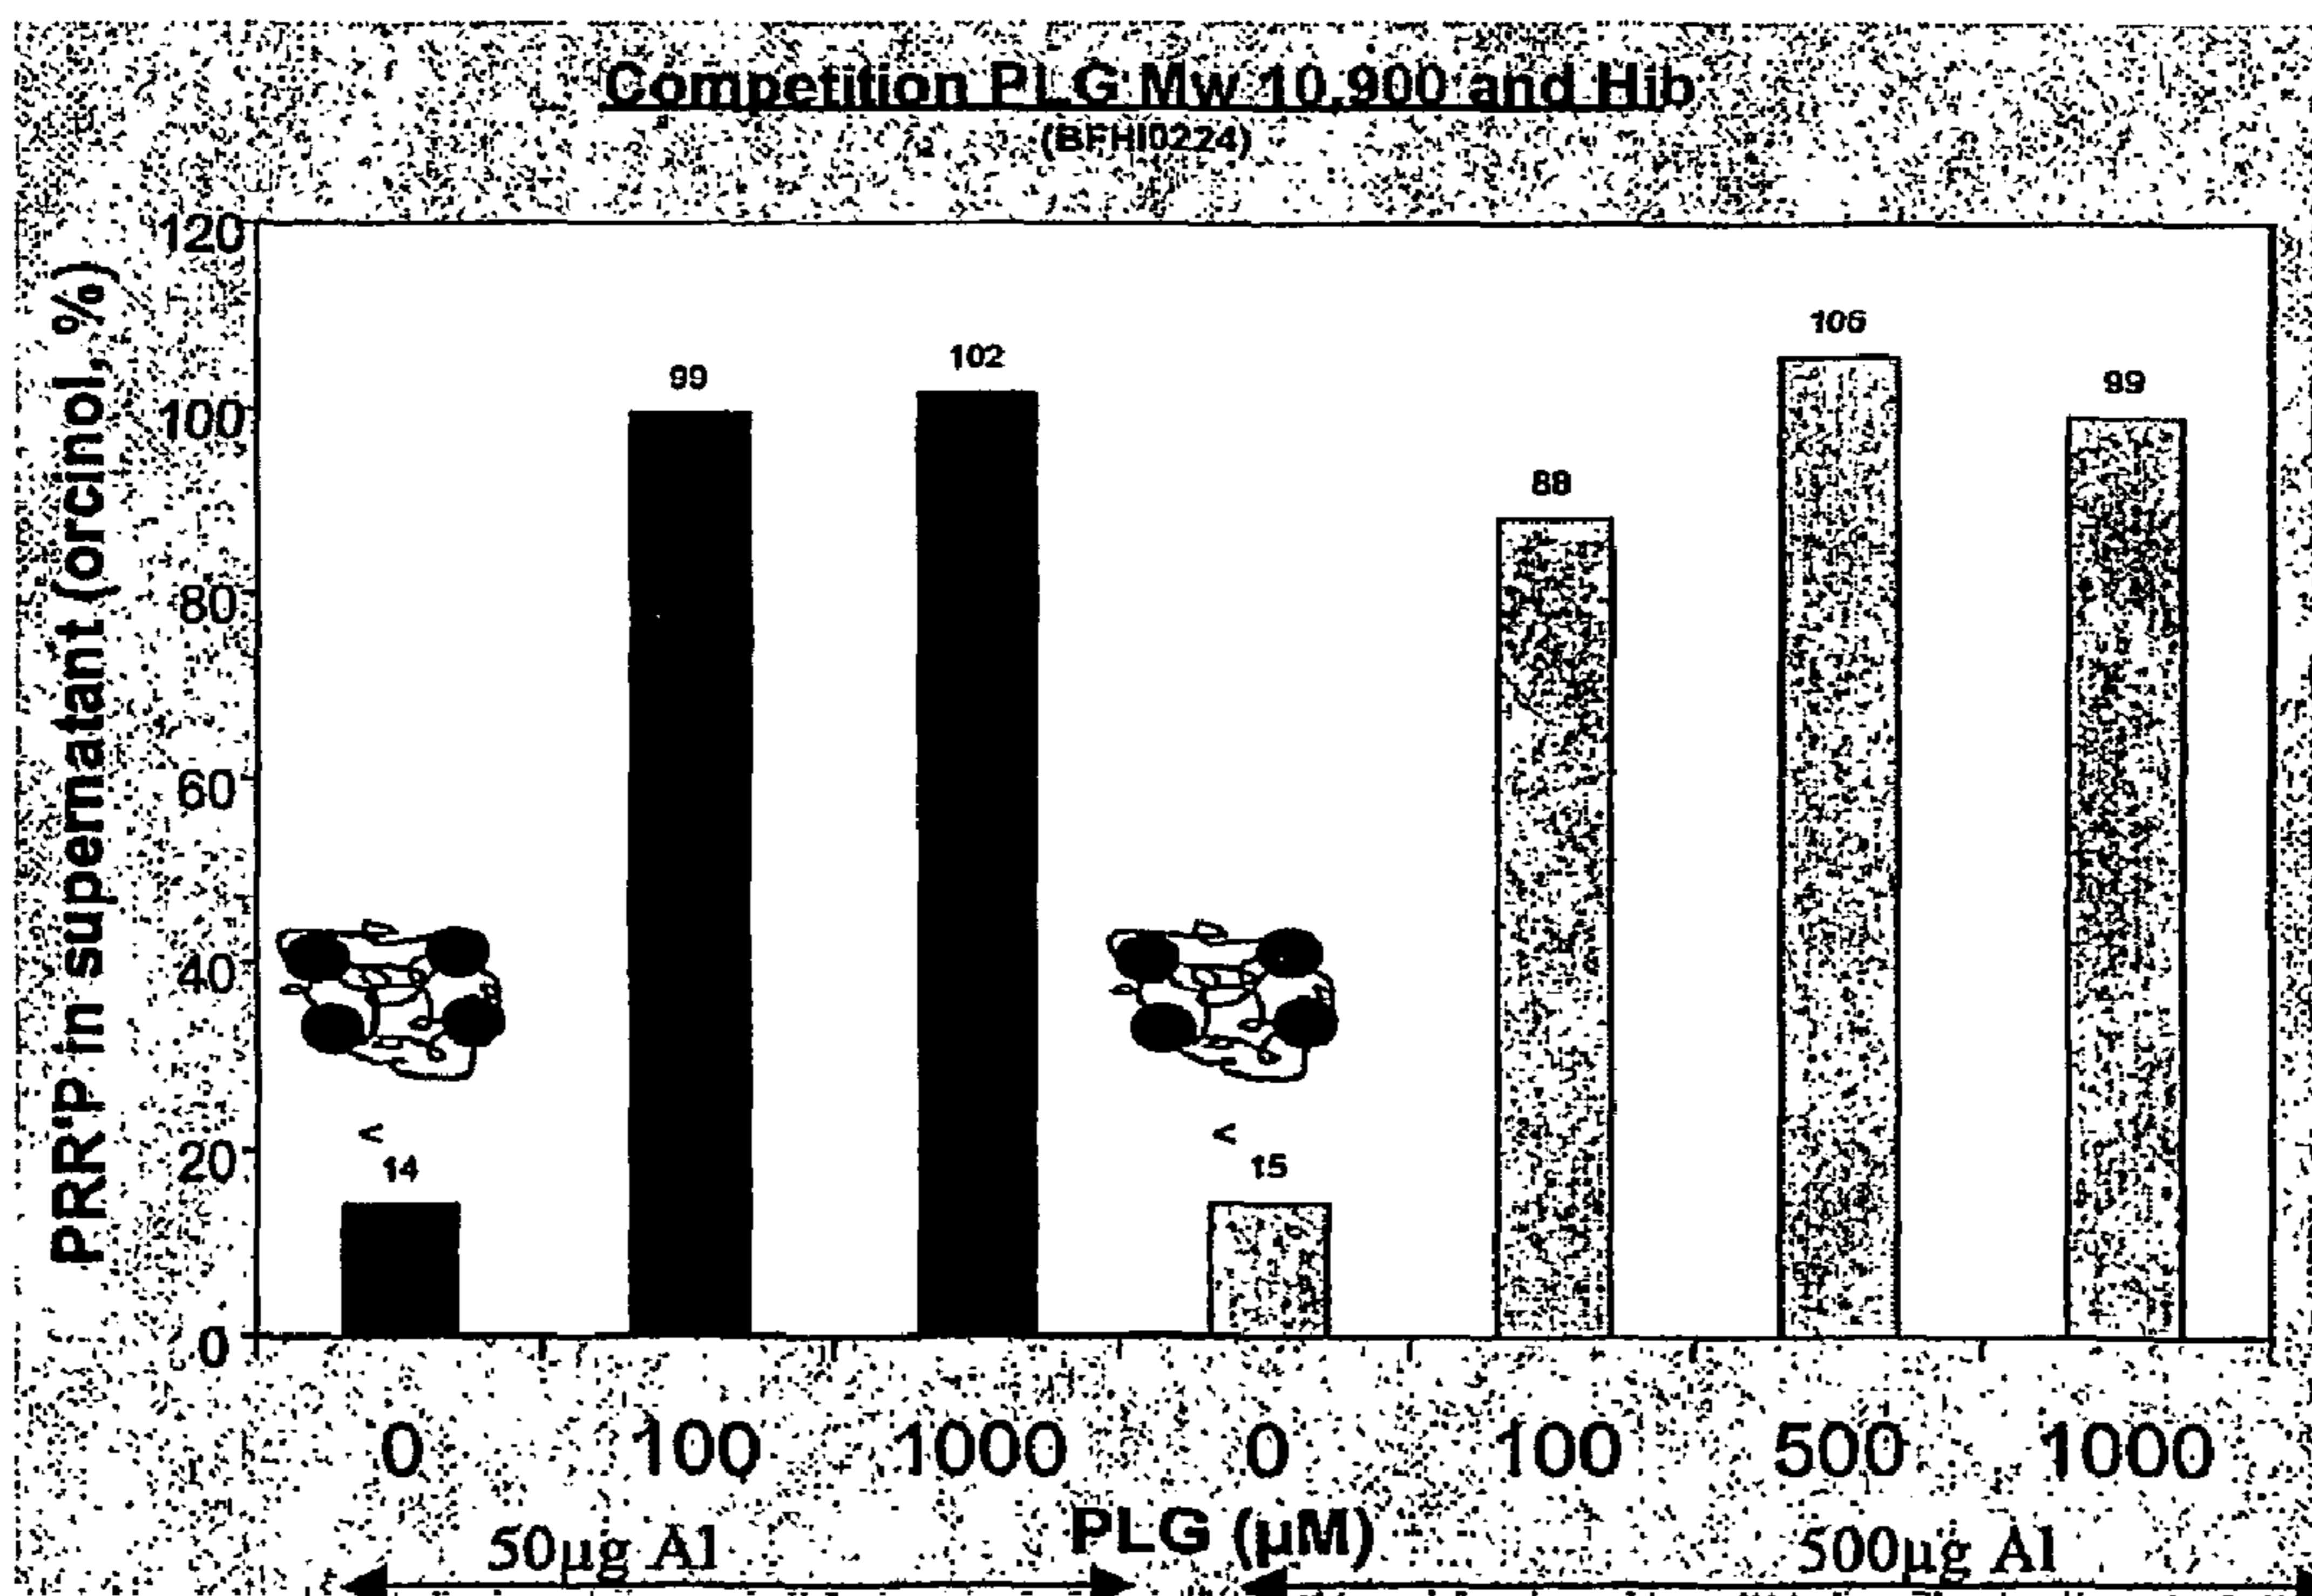 Competition PLG Mw 10,900 and Hib
(BFHI0224)
PRR'P in supernatant (orcinol, %)
120
100
80
60
40
20
0
99
102
106
99
88
<
14
<
15
0 100 1000 0 100 500 1000
PLG (µM)
50µg Al
500µg Al